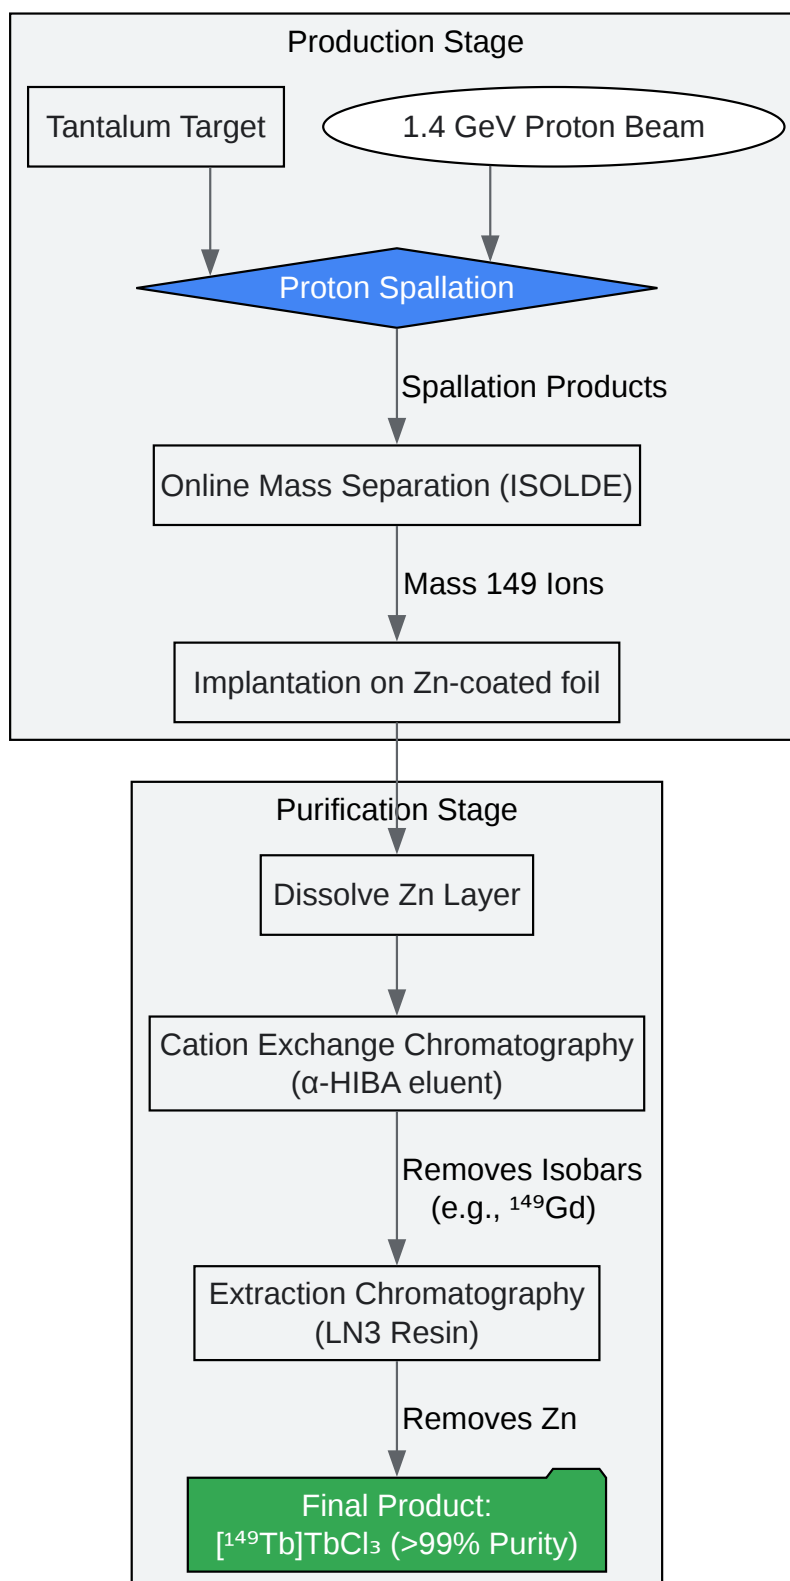 Production Stage
Tantalum Target
1.4 GeV Proton Beam
Proton Spallation
Spallation Products
Online Mass Separation (ISOLDE)
Mass 149 Ions
Implantation on Zn-coated foil
Purification Stage
Dissolve Zn Layer
Cation Exchange Chromatography
(α-HIBA eluent)
Removes Isobars
(e.g., ¹⁴⁹Gd)
Extraction Chromatography
(LN3 Resin)
Removes Zn
Final Product:
[¹⁴⁹Tb]TbCl₃ (>99% Purity)